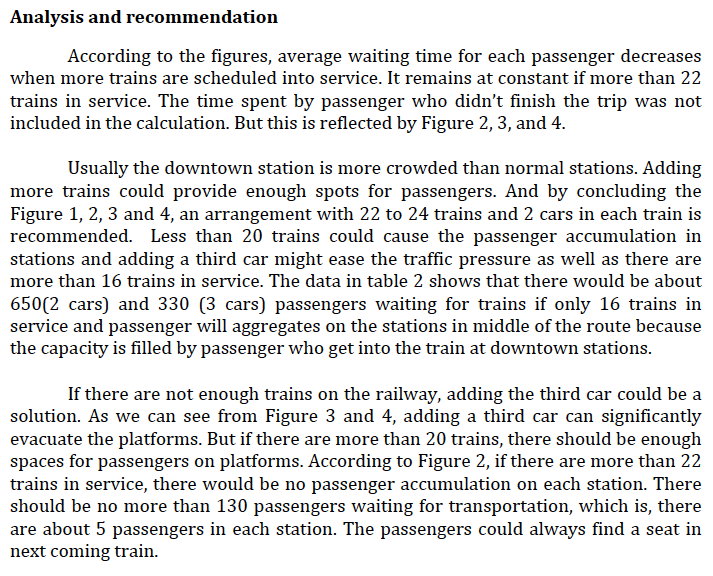 Analysis and recommendation
According to the figures, average waiting time for each passenger decreases
when more trains are scheduled into service. It remains at constant if more than 22
trains in service. The time spent by passenger who didn't finish the trip was not
included in the calculation. But this is reflected by Figure 2, 3, and 4.
Usually the downtown station is more crowded than normal stations. Adding
more trains could provide enough spots for passengers. And by concluding the
Figure 1, 2, 3 and 4, an arrangement with 22 to 24 trains and 2 cars in each train is
recommended. Less than 20 trains could cause the passenger accumulation in
stations and adding a third car might ease the traffic pressure as well as there are
more than 16 trains in service. The data in table 2 shows that there would be about
650(2 cars) and 330 (3 cars) passengers waiting for trains if only 16 trains in
service and passenger will aggregates on the stations in middle of the route because
the capacity is filled by passenger who get into the train at downtown stations.
If there are not enough trains on the railway, adding the third car could be a
solution. As we can see from Figure 3 and 4, adding a third car can significantly
evacuate the platforms. But if there are more than 20 trains, there should be enough
spaces for passengers on platforms. According to Figure 2, if there are more than 22
trains in service, there would be no passenger accumulation on each station. There
should be no more than 130 passengers waiting for transportation, which is, there
are about 5 passengers in each station. The passengers could always find a seat in
next coming train.